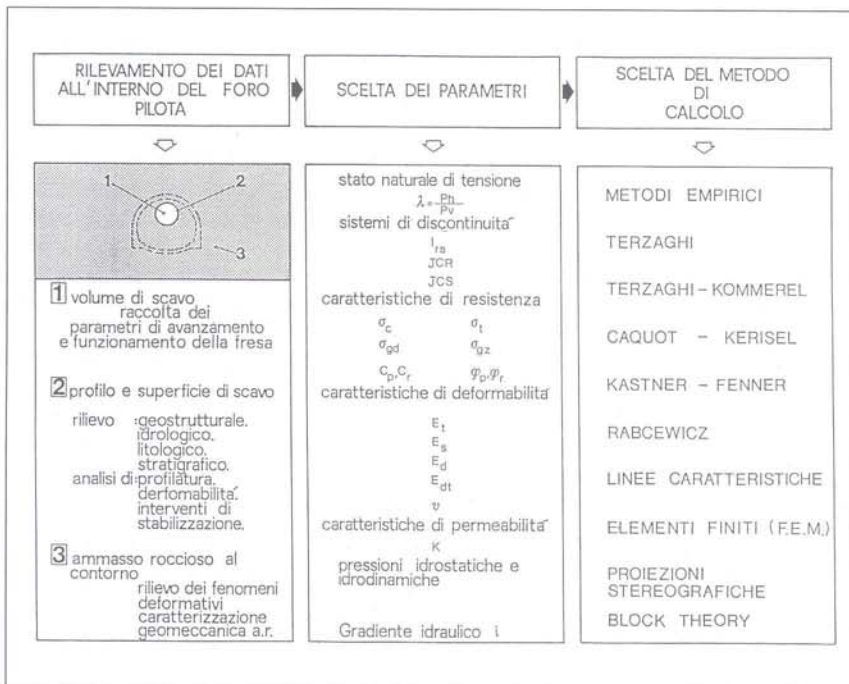 RILEVAMENTO DEI DATI
ALL'INTERNO DEL FORO
PILOTA
SCELTA DEI PARAMETRI
SCELTA DEL METODO
DI
CALCOLO
1
2
3
1 volume di scavo
raccolta dei
parametri di avanzamento
e funzionamento della fresa
2 profilo e superficie di scavo
rilievo :geostrutturale.
idrologico.
litologico.
stratigrafico.
analisi di:profilatura.
derfomabilitá.
interventi di
stabilizzazione.
3 ammasso roccioso al
contorno
rilievo dei fenomeni
deformativi
caratterizzazione
geomeccanica a.r.
stato naturale di tensione
λ = Ph
Pv
sistemi di discontinuitá
JCR
JCS
caratteristiche di resistenza
σc σt
σgd σgz
Cp,Cr φp,φr
caratteristiche di deformabilitá
Et
Es
Ed
Edt
υ
caratteristiche di permeabilitá
K
pressioni idrostatiche e
idrodinamiche
Gradiente idraulico i
METODI EMPIRICI
TERZAGHI
TERZAGHI - KOMMEREL
CAQUOT - KERISEL
KASTNER - FENNER
RABCEWICZ
LINEE CARATTERISTICHE
ELEMENTI FINITI (F.E.M.)
PROIEZIONI
STEREOGRAFICHE
BLOCK THEORY